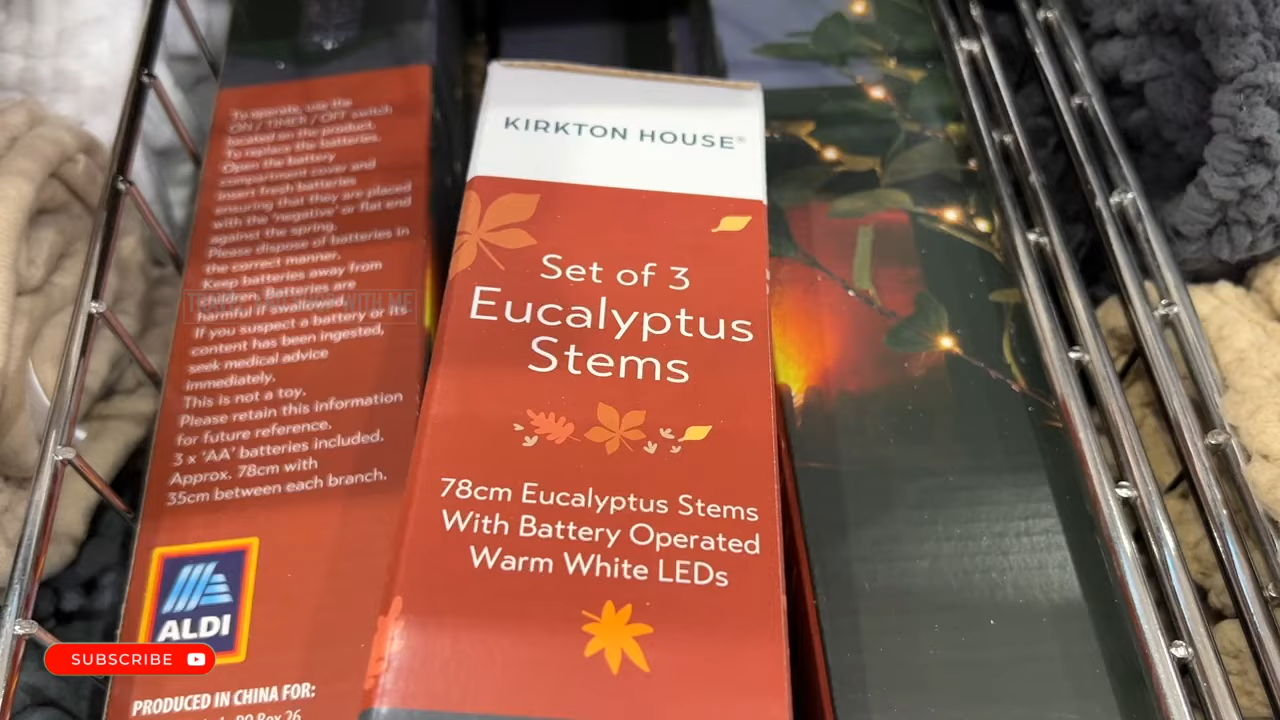 To operate, use the
ON / TIMER / OFF switch
located on the product.
To replace the batteries.
Open the battery
compartment cover and
insert fresh batteries
ensuring that they are placed
with the 'negative' or flat end
against the spring.
Please dispose of batteries in
the correct manner.
Keep batteries away from
children. Batteries are
harmful if swallowed.
If you suspect a battery or its
content has been ingested,
seek medical advice
immediately.
This is not a toy.
Please retain this information
for future reference.
3 x 'AA' batteries included.
Approx. 78cm with
35cm between each branch.
ALDI
SUBSCRIBE
PRODUCED IN CHINA FOR:
PO Box 26
KIRKTON HOUSE®
Set of 3
Eucalyptus
Stems
78cm Eucalyptus Stems
With Battery Operated
Warm White LEDs
WITH ME